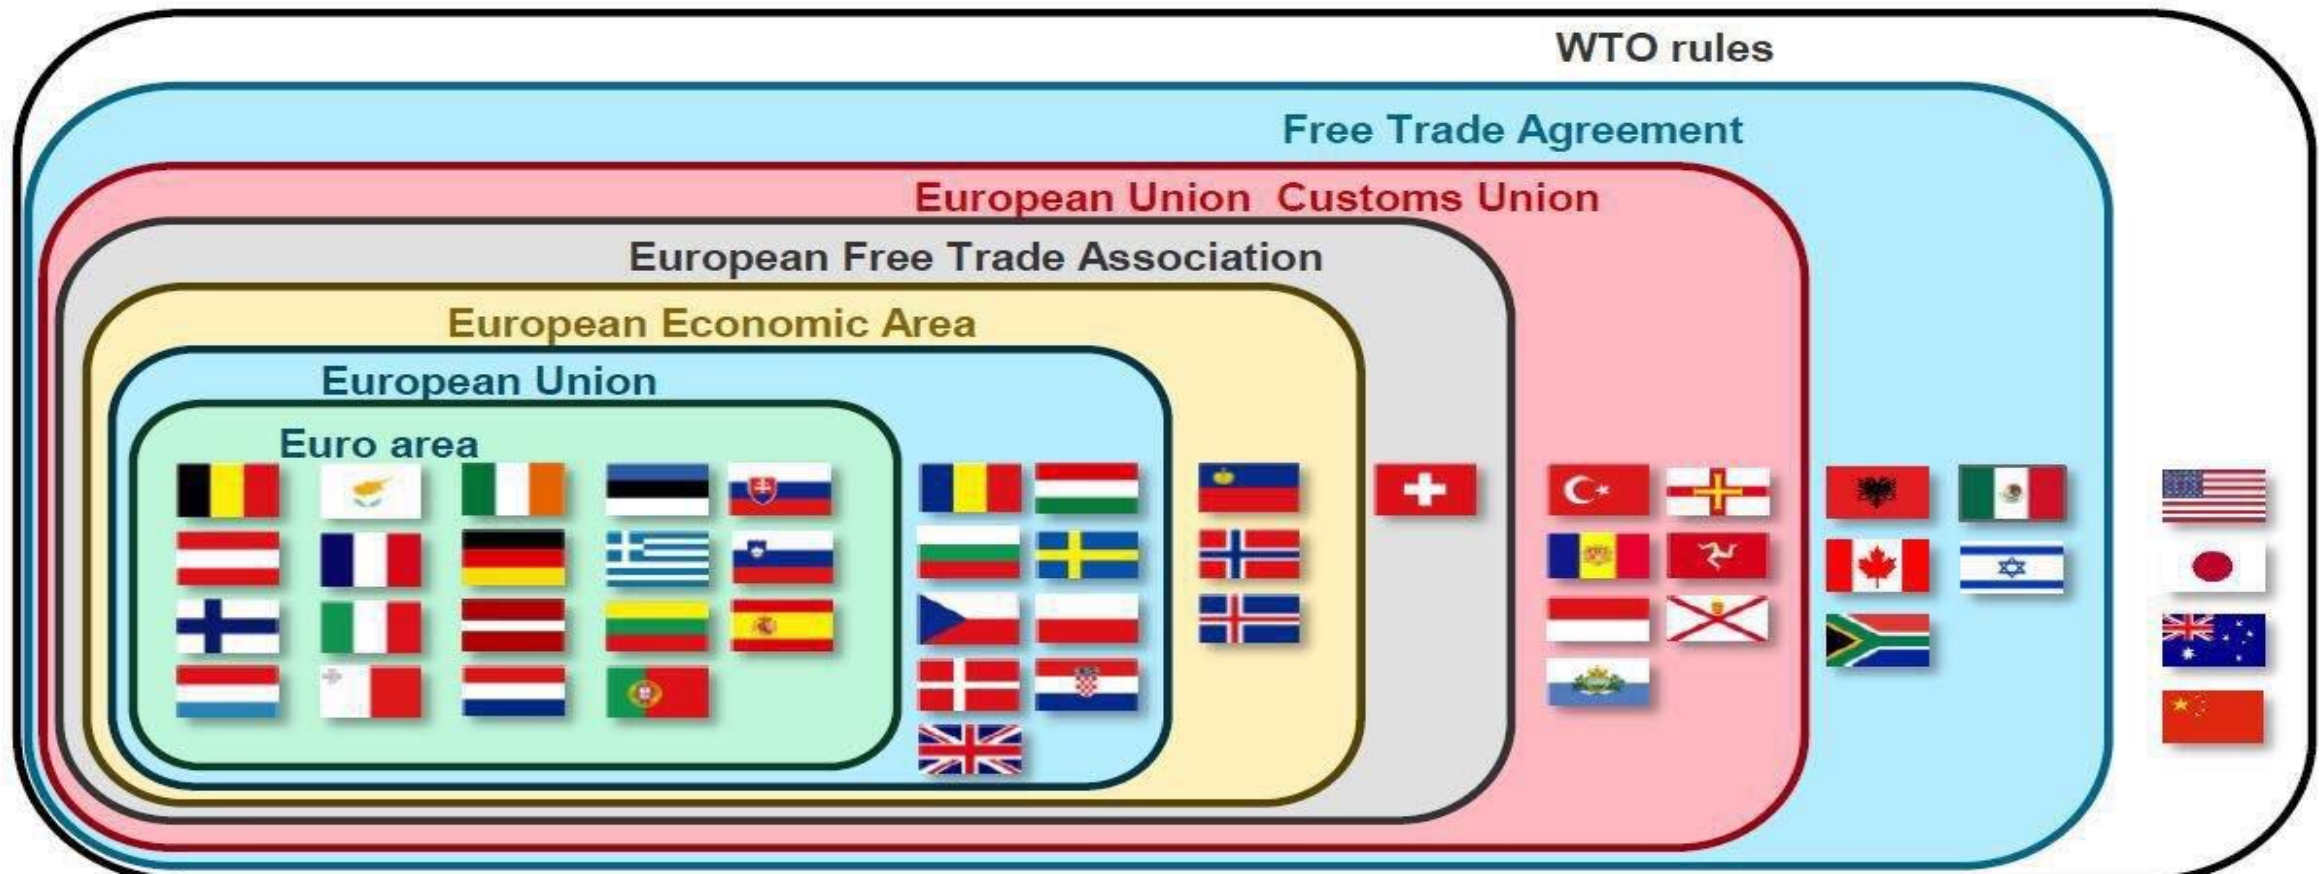 WTO rules
Free Trade Agreement
European Union Customs Union
European Free Trade Association
European Economic Area
European Union
Euro area